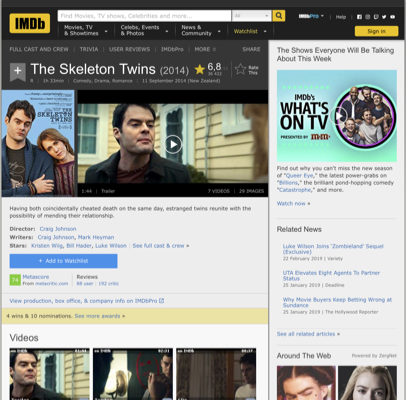 IMDb
Find Movies, TV shows, Celebrities and more...
All
IMDbPro
Help
Movies, TV & Showtimes
Celebs, Events & Photos
News & Community
Watchlist
Sign in
FULL CAST AND CREW | TRIVIA | USER REVIEWS | IMDbPro | MORE
SHARE
The Skeleton Twins (2014)
6,8
Rate This
1h 33min | Comedy, Drama, Romance | 11 September 2014 (New Zealand)
THE SKELETON TWINS
1:44 | Trailer
7 VIDEOS | 29 IMAGES
Having both coincidentally cheated death on the same day, estranged twins reunite with the
possibility of mending their relationship.
Director: Craig Johnson
Writers: Craig Johnson, Mark Heyman
Stars: Kristen Wiig, Bill Hader, Luke Wilson | See full cast & crew »
+ Add to Watchlist
74
Metascore
From metacritic.com
Reviews
88 user | 192 critic
View production, box office, & company info on IMDbPro
4 wins & 10 nominations. See more awards »
Videos
The Shows Everyone Will Be Talking
About This Week
IMDb's
WHAT'S
ON TV
PRESENTED BY
Find out why you can't miss the new season
of "Queer Eye," the latest power-grabs on
"Billions," the brilliant pond-hopping comedy
"Catastrophe," and more.
Watch now »
Related News
Luke Wilson Joins 'Zombieland' Sequel
(Exclusive)
22 February 2019 | Variety
UTA Elevates Eight Agents To Partner
Status
25 January 2019 | Deadline
Why Movie Buyers Keep Betting Wrong at
Sundance
25 January 2019 | The Hollywood Reporter
See all related articles »
Around The Web
Powered by ZergNet